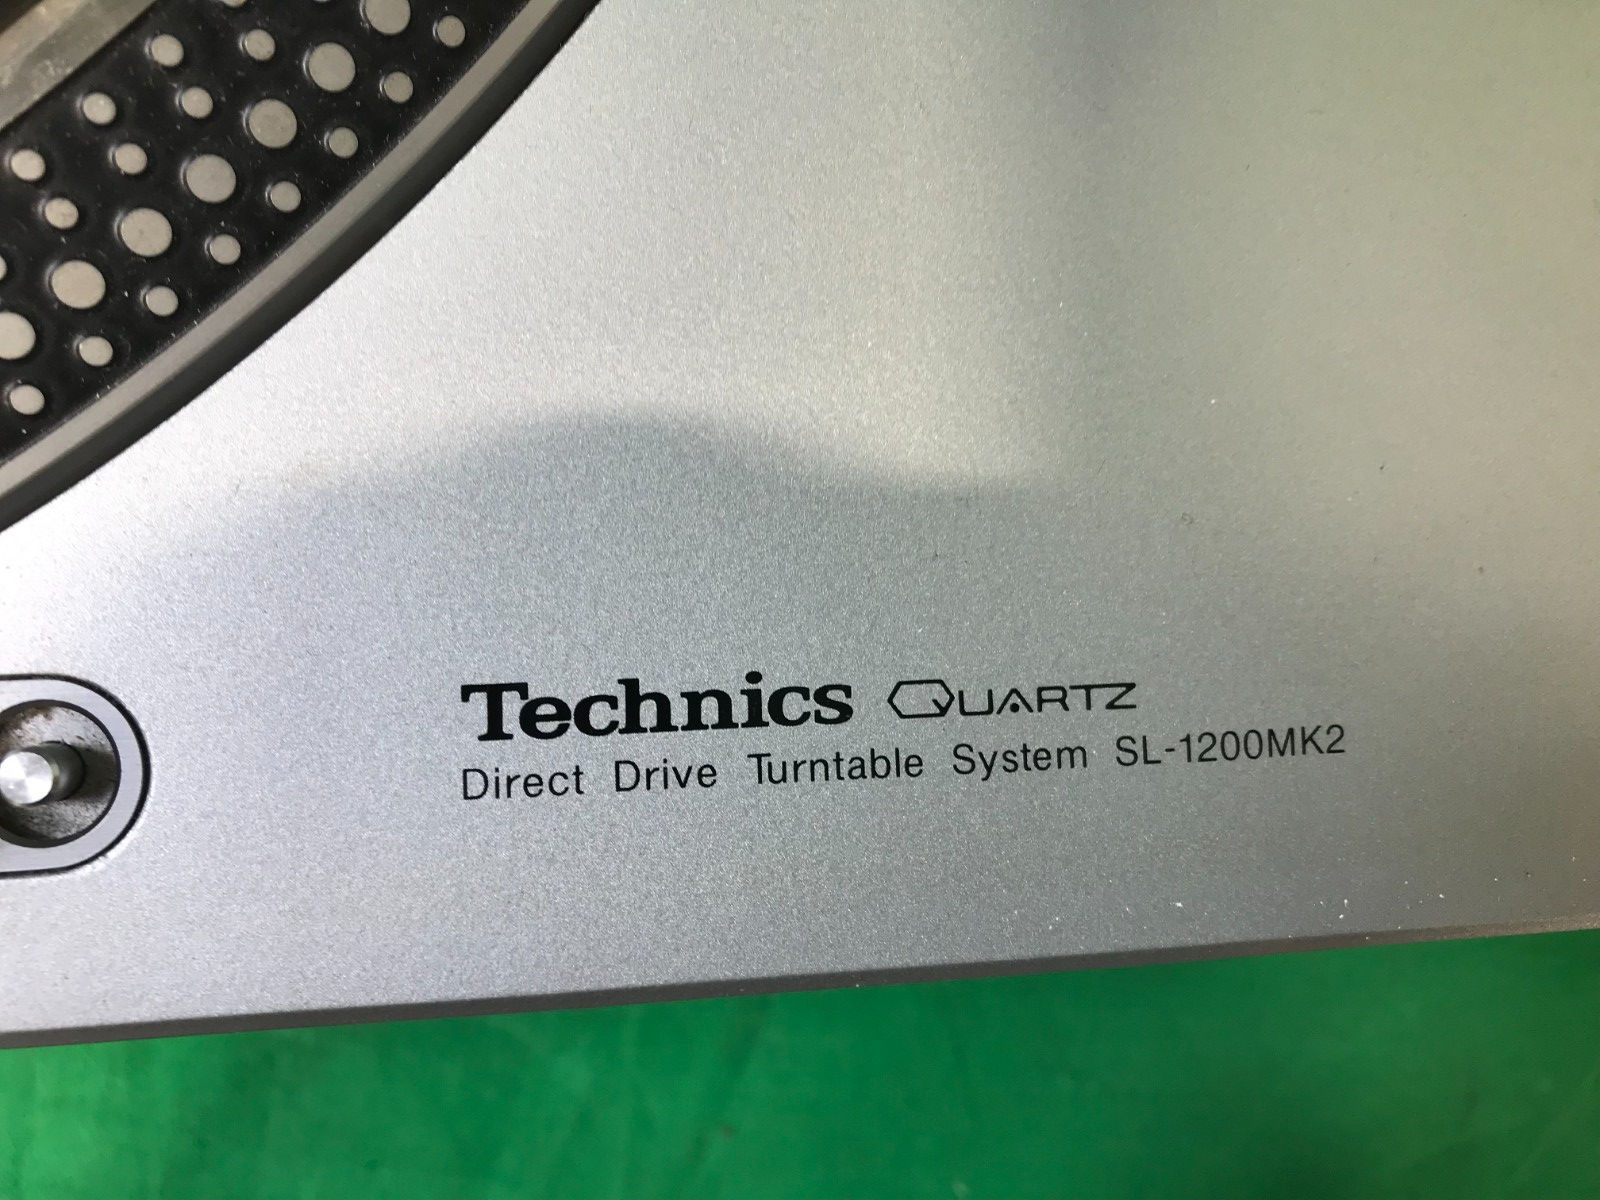 Technics QUARTZ
Direct Drive Turntable System SL-1200MK2